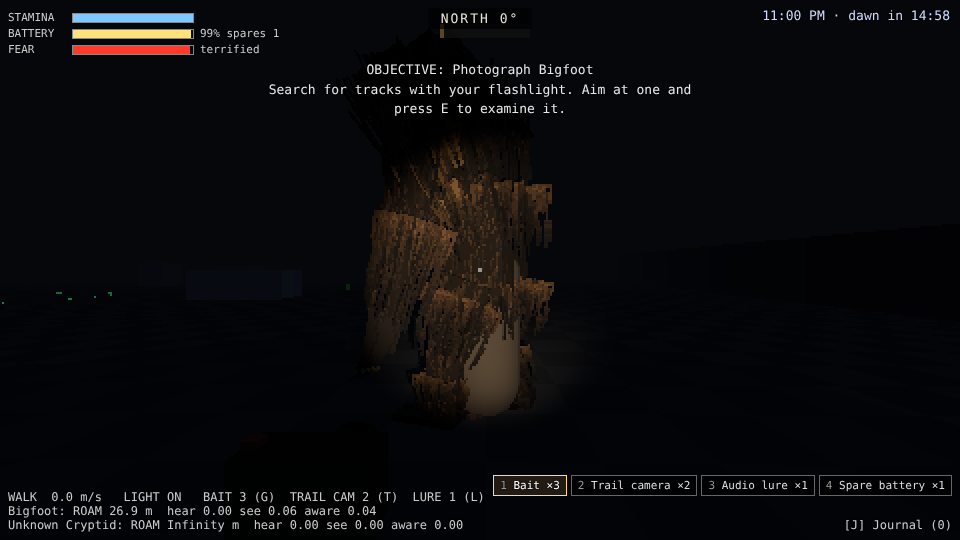 STAMINA
BATTERY 99% spares 1
FEAR terrified
NORTH 0°
11:00 PM · dawn in 14:58
OBJECTIVE: Photograph Bigfoot
Search for tracks with your flashlight. Aim at one and
press E to examine it.
1 Bait ×3
2 Trail camera ×2
3 Audio lure ×1
4 Spare battery ×1
WALK 0.0 m/s LIGHT ON BAIT 3 (G) TRAIL CAM 2 (T) LURE 1 (L)
Bigfoot: ROAM 26.9 m hear 0.00 see 0.06 aware 0.04
Unknown Cryptid: ROAM Infinity m hear 0.00 see 0.00 aware 0.00
[J] Journal (0)